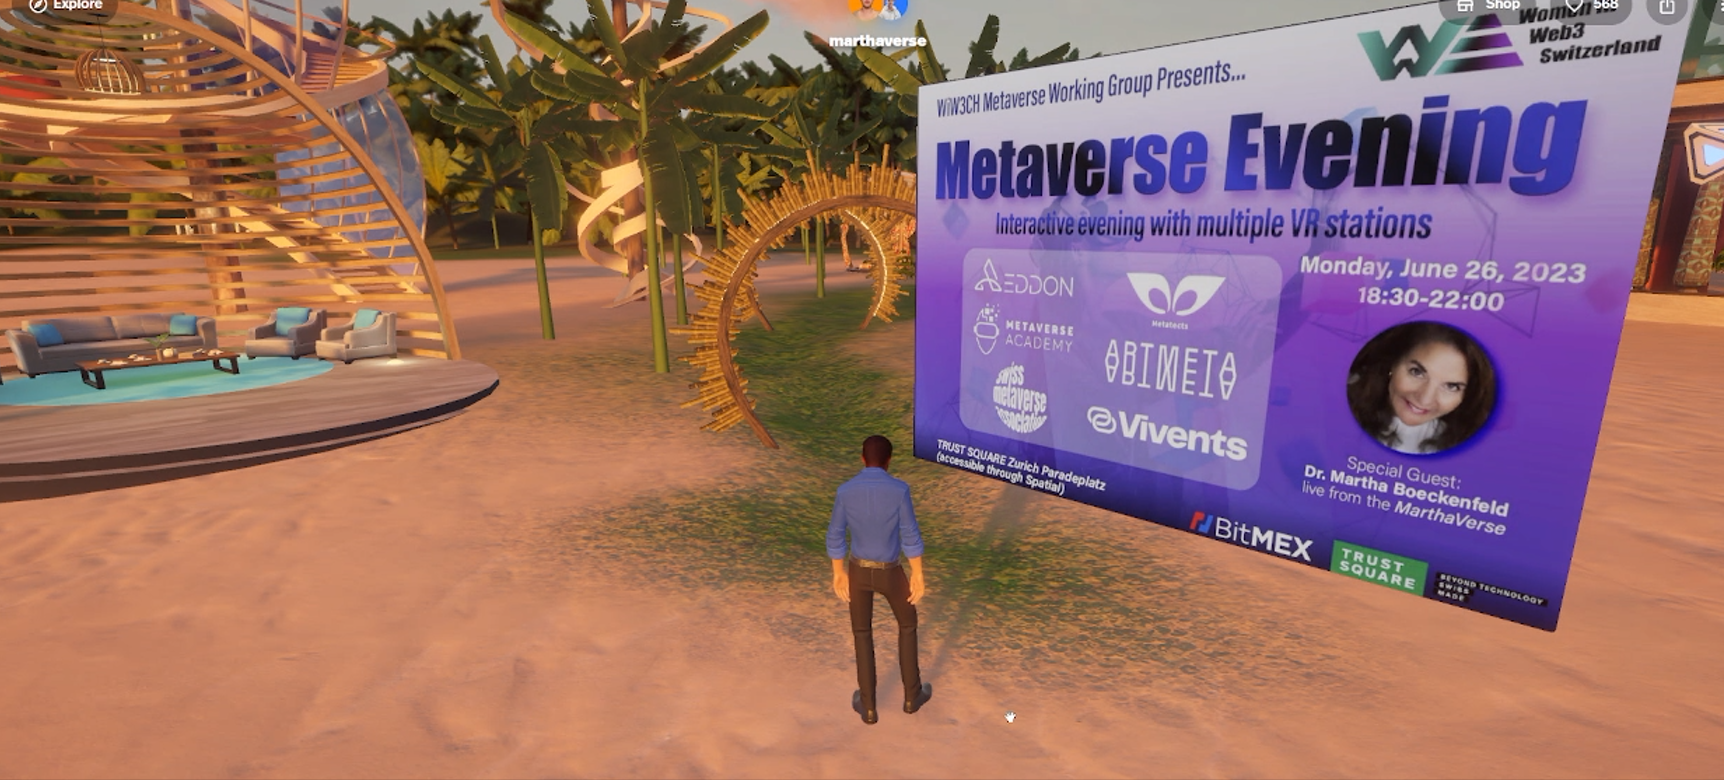 Explore
marthaverse
Shop
568
Women in
Web3
Switzerland
WiW3CH Metaverse Working Group Presents...
Metaverse Evening
Interactive evening with multiple VR stations
Monday, June 26, 2023
18:30-22:00
AEDDON
Metatects
METAVERSE
ACADEMY
ABIMETA
swiss
metaverse
association
Vivents
Special Guest:
Dr. Martha Boeckenfeld
live from the MarthaVerse
TRUST SQUARE Zurich Paradeplatz
(accessible through Spatial)
BitMEX
TRUST
SQUARE
BEYOND TECHNOLOGY
SWISS
MADE